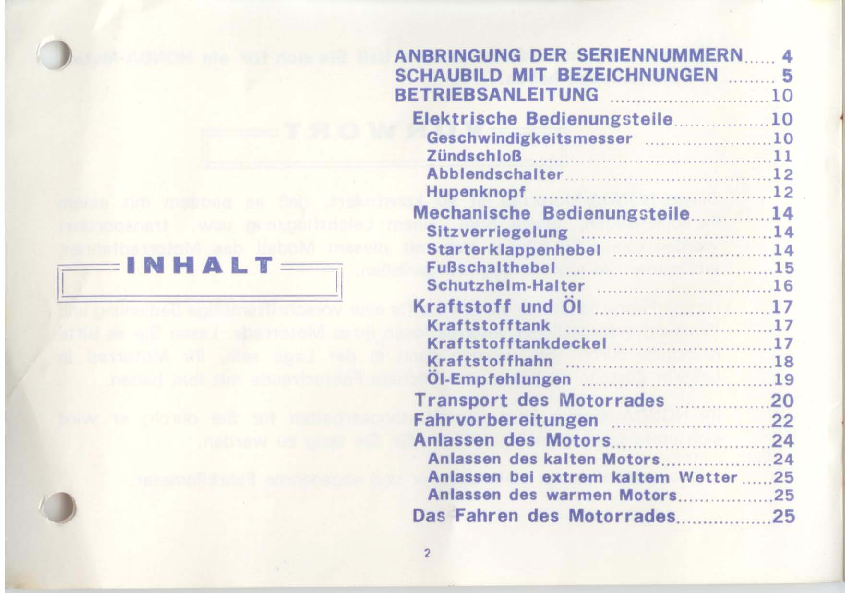 INHALT
ANBRINGUNG DER SERIENNUMMERN..... 4
SCHAUBILD MIT BEZEICHNUNGEN ........ 5
BETRIEBSANLEITUNG ........................ 10
Elektrische Bedienungsteile............... 10
Geschwindigkeitsmesser ................... 10
Zündschloß .................................... 11
Abblendschalter............................... 12
Hupenknopf .................................... 12
Mechanische Bedienungsteile............. 14
Sitzverriegelung .............................. 14
Starterklappenhebel ......................... 14
Fußschalthebel ................................ 15
Schutzhelm-Halter ........................... 16
Kraftstoff und Öl ............................ 17
Kraftstofftank ................................. 17
Kraftstofftankdeckel ......................... 17
Kraftstoffhahn ................................. 18
Öl-Empfehlungen .............................. 19
Transport des Motorrades ................. 20
Fahrvorbereitungen .......................... 22
Anlassen des Motors......................... 24
Anlassen des kalten Motors................ 24
Anlassen bei extrem kaltem Wetter ..... 25
Anlassen des warmen Motors.............. 25
Das Fahren des Motorrades................ 25
2